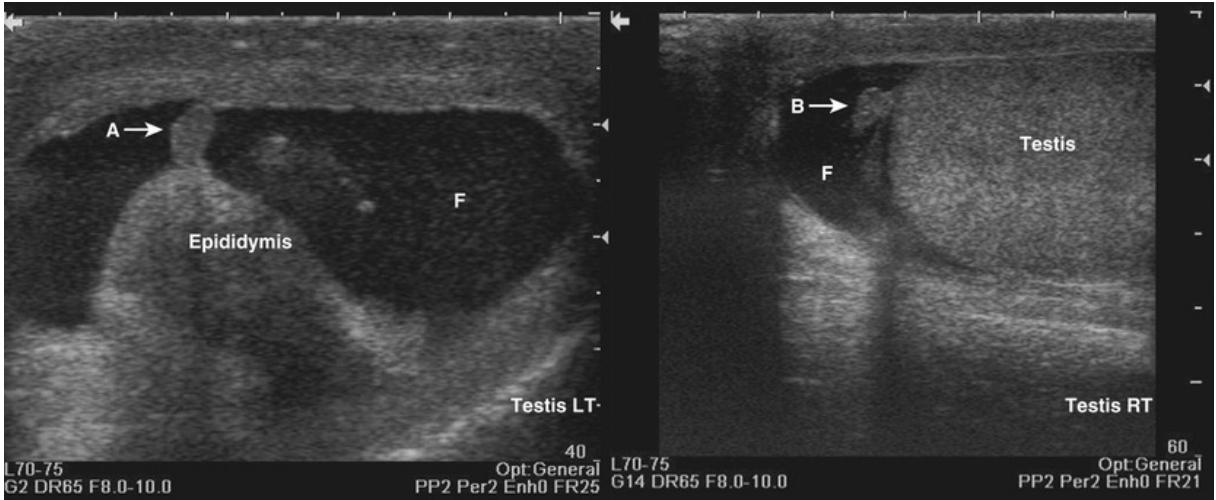 A
F
Epididymis
Testis LT
40
L70-75
Opt:General
G2 DR65 F8.0-10.0
PP2 Per2 Enh0 FR25
B
Testis
F
Testis RT
60
L70-75
Opt:General
G14 DR65 F8.0-10.0
PP2 Per2 Enh0 FR21